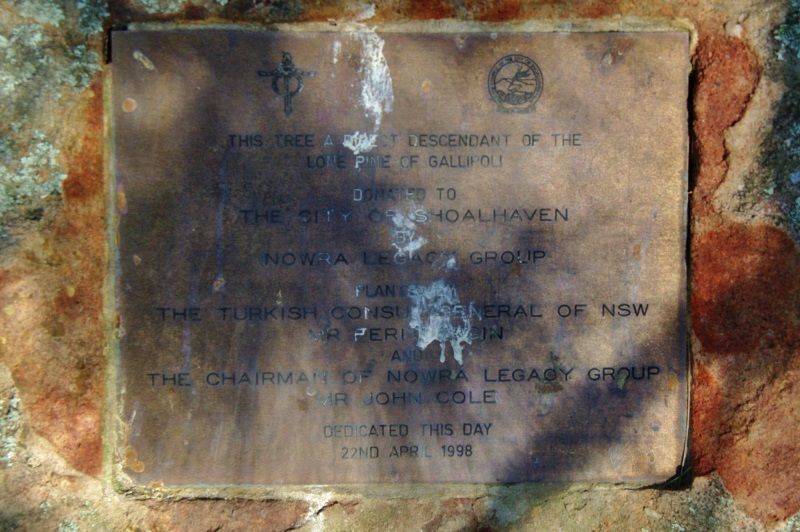 THIS TREE A DIRECT DESCENDANT OF THE
LONE PINE OF GALLIPOLI
DONATED TO
THE CITY OF SHOALHAVEN
BY
NOWRA LEGACY GROUP
PLANTED BY
THE TURKISH CONSUL GENERAL OF NSW
MR
AND
THE CHAIRMAN OF NOWRA LEGACY GROUP
MR JOHN COLE
DEDICATED THIS DAY
22ND APRIL 1998